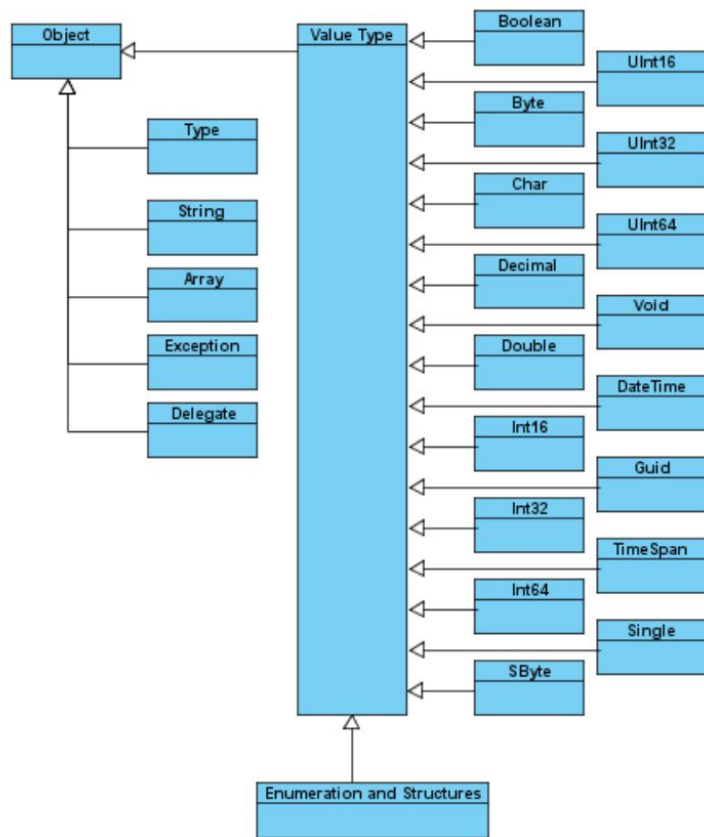 Object
Value Type
Boolean
UInt16
Type
Byte
UInt32
String
Char
UInt64
Array
Decimal
Void
Exception
Double
DateTime
Delegate
Int16
Guid
Int32
TimeSpan
Int64
Single
SByte
Enumeration and Structures